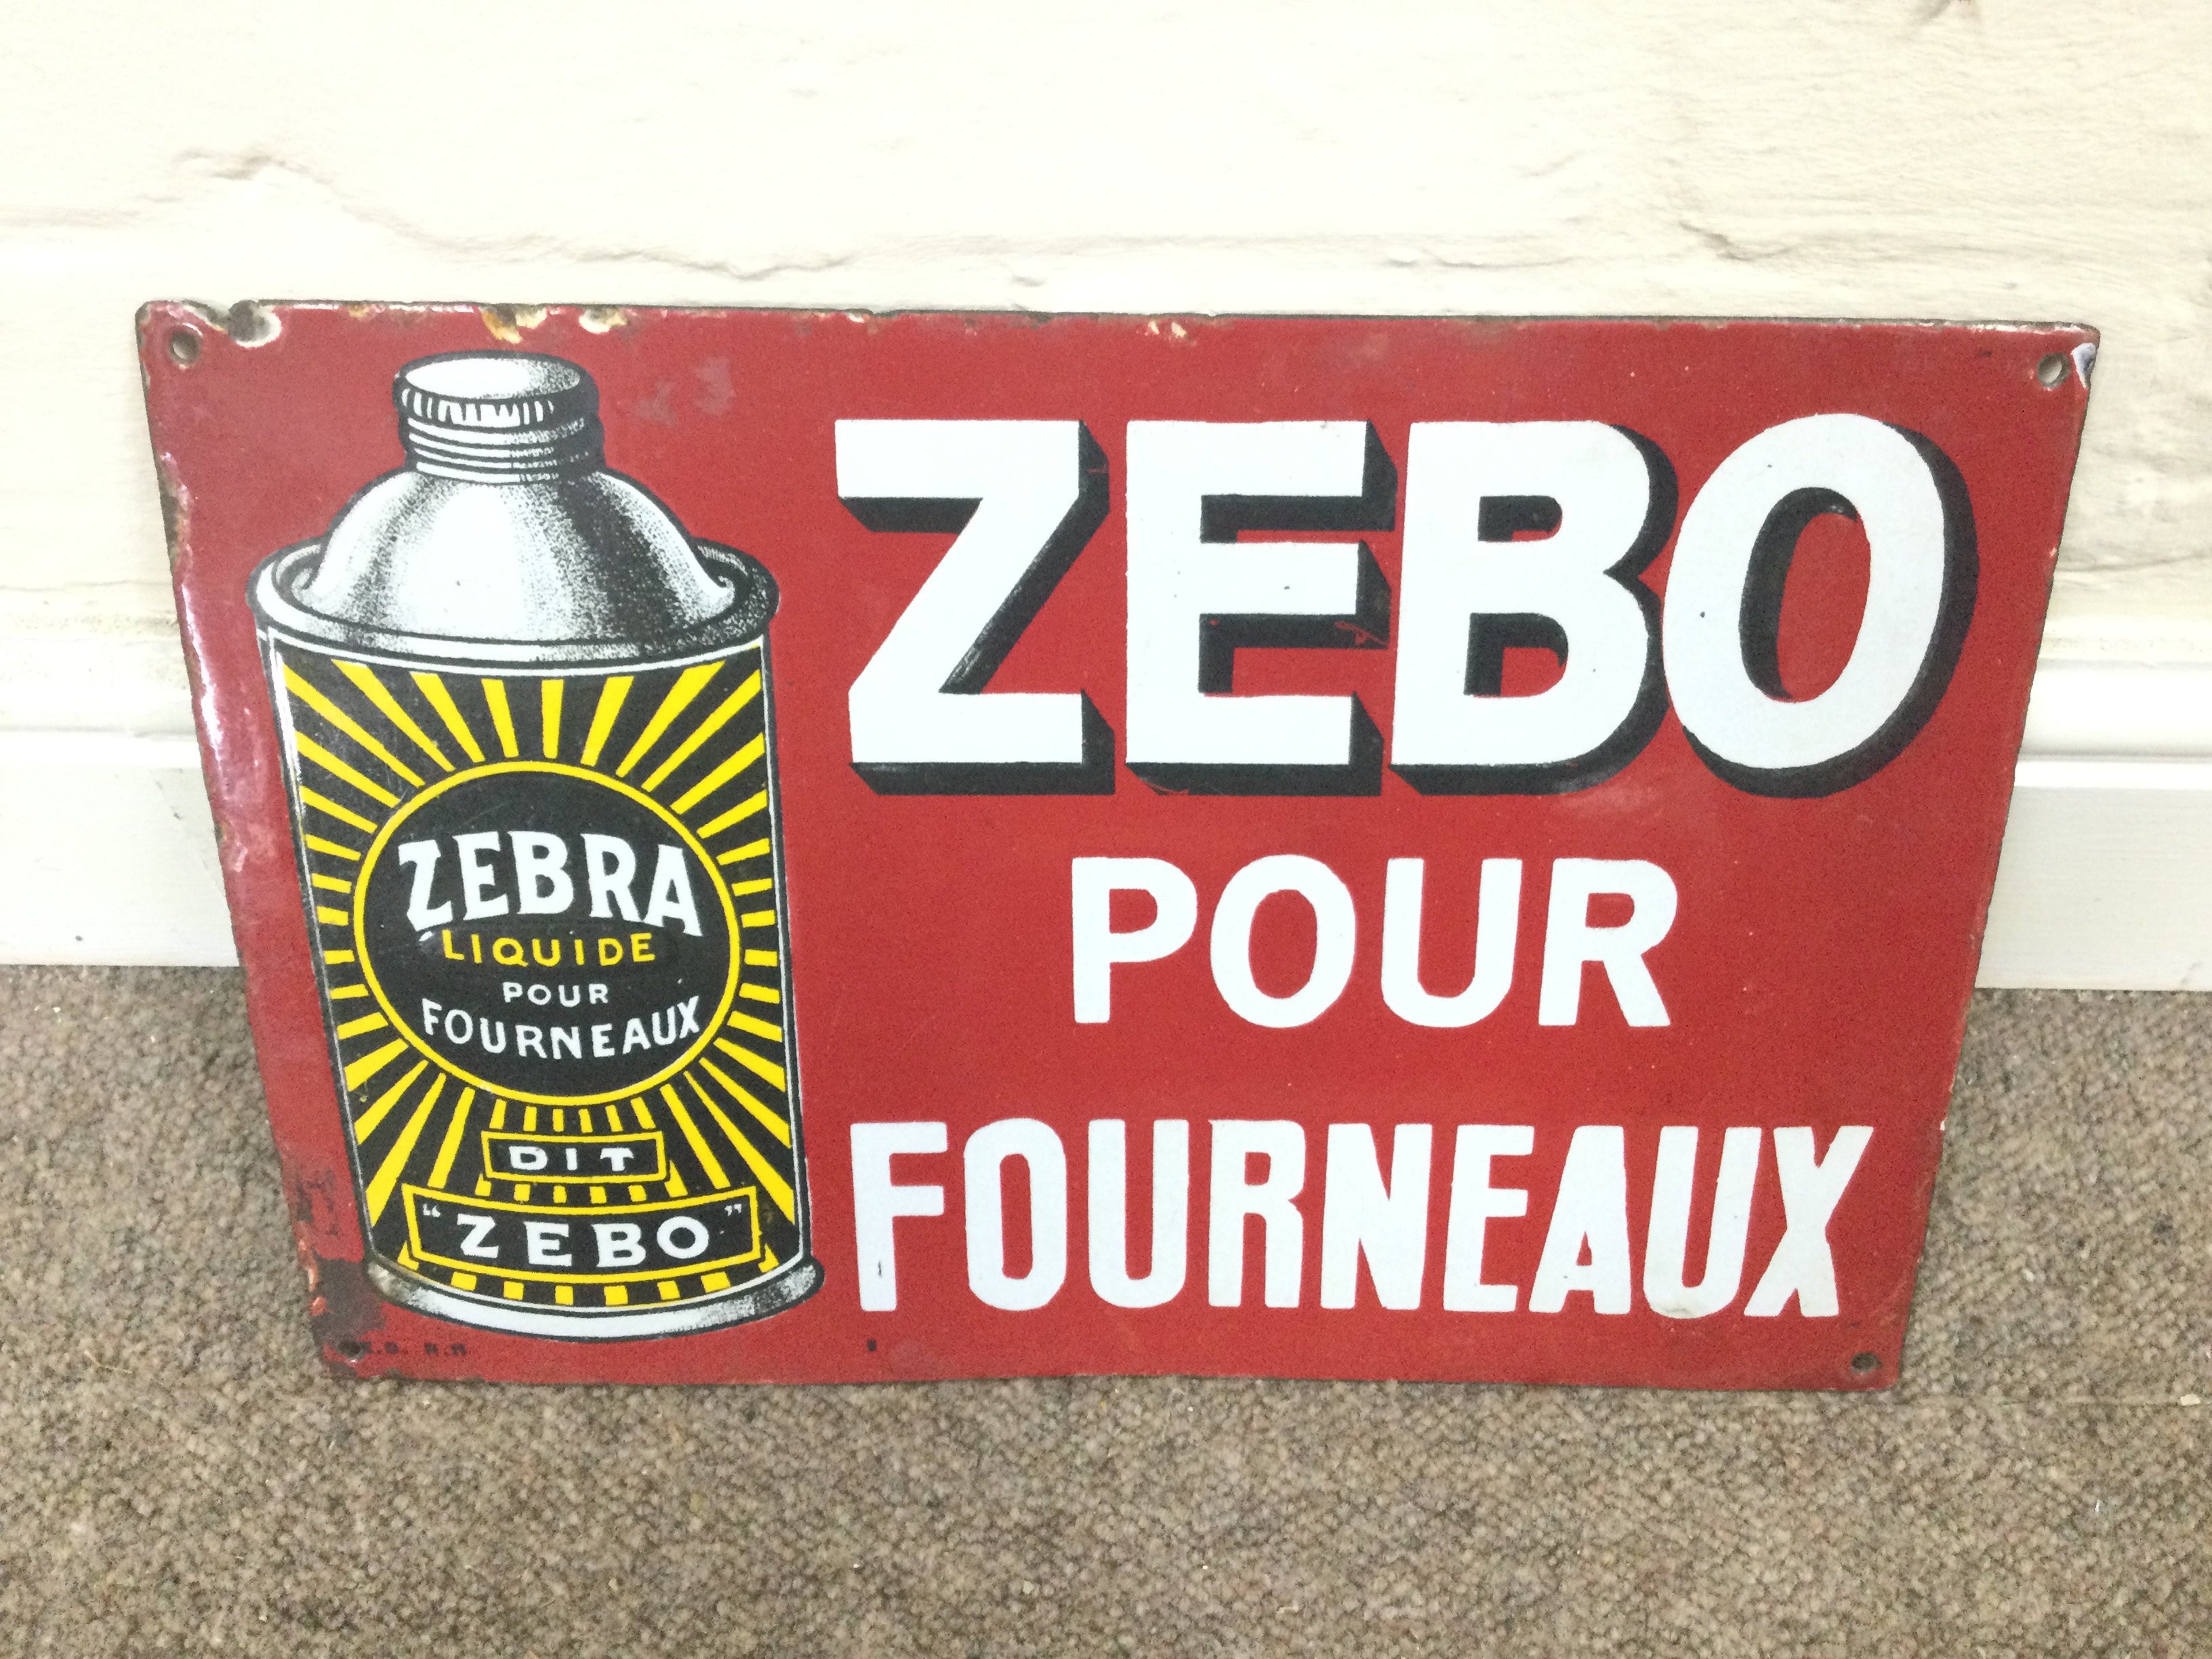 ZEBRA
LIQUIDE
POUR
FOURNEAUX
DIT
"ZEBO"
ZEBO
POUR
FOURNEAUX